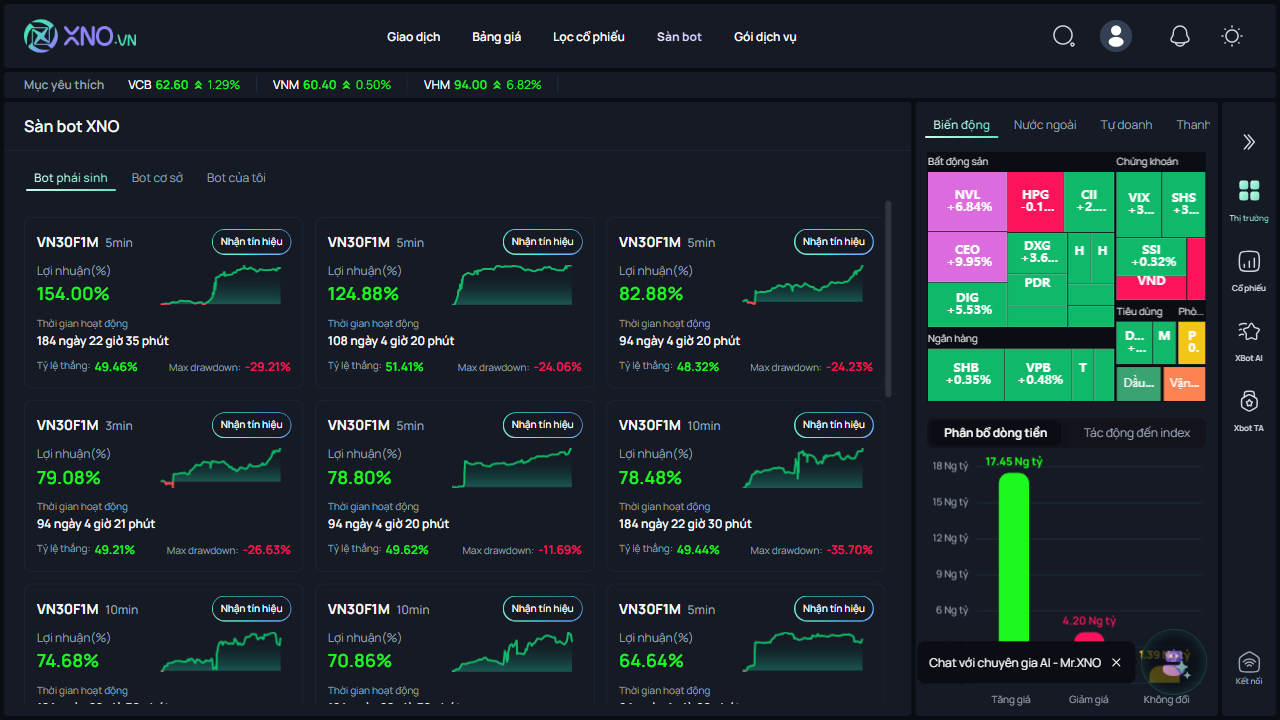 XNO.VN
Giao dịch Bảng giá Lọc cổ phiếu Sàn bot Gói dịch vụ
Mục yêu thích VCB 62.60 1.29% VNM 60.40 0.50% VHM 94.00 6.82%
Sàn bot XNO
Bot phái sinh Bot cơ sở Bot của tôi
VN30F1M 5min Nhận tín hiệu
Lợi nhuận(%)
154.00%
Thời gian hoạt động
184 ngày 22 giờ 35 phút
Tỷ lệ thắng: 49.46% Max drawdown: -29.21%
VN30F1M 5min Nhận tín hiệu
Lợi nhuận(%)
124.88%
Thời gian hoạt động
108 ngày 4 giờ 20 phút
Tỷ lệ thắng: 51.41% Max drawdown: -24.06%
VN30F1M 5min Nhận tín hiệu
Lợi nhuận(%)
82.88%
Thời gian hoạt động
94 ngày 4 giờ 20 phút
Tỷ lệ thắng: 48.32% Max drawdown: -24.23%
VN30F1M 3min Nhận tín hiệu
Lợi nhuận(%)
79.08%
Thời gian hoạt động
94 ngày 4 giờ 21 phút
Tỷ lệ thắng: 49.21% Max drawdown: -26.63%
VN30F1M 5min Nhận tín hiệu
Lợi nhuận(%)
78.80%
Thời gian hoạt động
94 ngày 4 giờ 20 phút
Tỷ lệ thắng: 49.62% Max drawdown: -11.69%
VN30F1M 10min Nhận tín hiệu
Lợi nhuận(%)
78.48%
Thời gian hoạt động
184 ngày 22 giờ 30 phút
Tỷ lệ thắng: 49.44% Max drawdown: -35.70%
VN30F1M 10min Nhận tín hiệu
Lợi nhuận(%)
74.68%
Thời gian hoạt động
VN30F1M 10min Nhận tín hiệu
Lợi nhuận(%)
70.86%
Thời gian hoạt động
VN30F1M 5min Nhận tín hiệu
Lợi nhuận(%)
64.64%
Thời gian hoạt động
Biến động Nước ngoài Tự doanh Thanh
Bất động sản
NVL
+6.84%
HPG
-0.1...
CII
+2....
CEO
+9.95%
DXG
+3.6...
H H
PDR
DIG
+5.53%
Chứng khoán
VIX
+3...
SHS
+3...
SSI
+0.32%
VND
Ngân hàng
SHB
+0.35%
VPB
+0.48%
T
Tiêu dùng Phò...
D...
+...
M
P
0.
Dầu... Vận...
Phân bổ dòng tiền Tác động đến index
18 Ng tỷ
15 Ng tỷ
12 Ng tỷ
9 Ng tỷ
6 Ng tỷ
17.45 Ng tỷ
4.20 Ng tỷ
1.39 Ng tỷ
Tăng giá Giảm giá Không đổi
Chat với chuyên gia AI - Mr.XNO
Thị trường
Cổ phiếu
XBot AI
Xbot TA
Kết nối